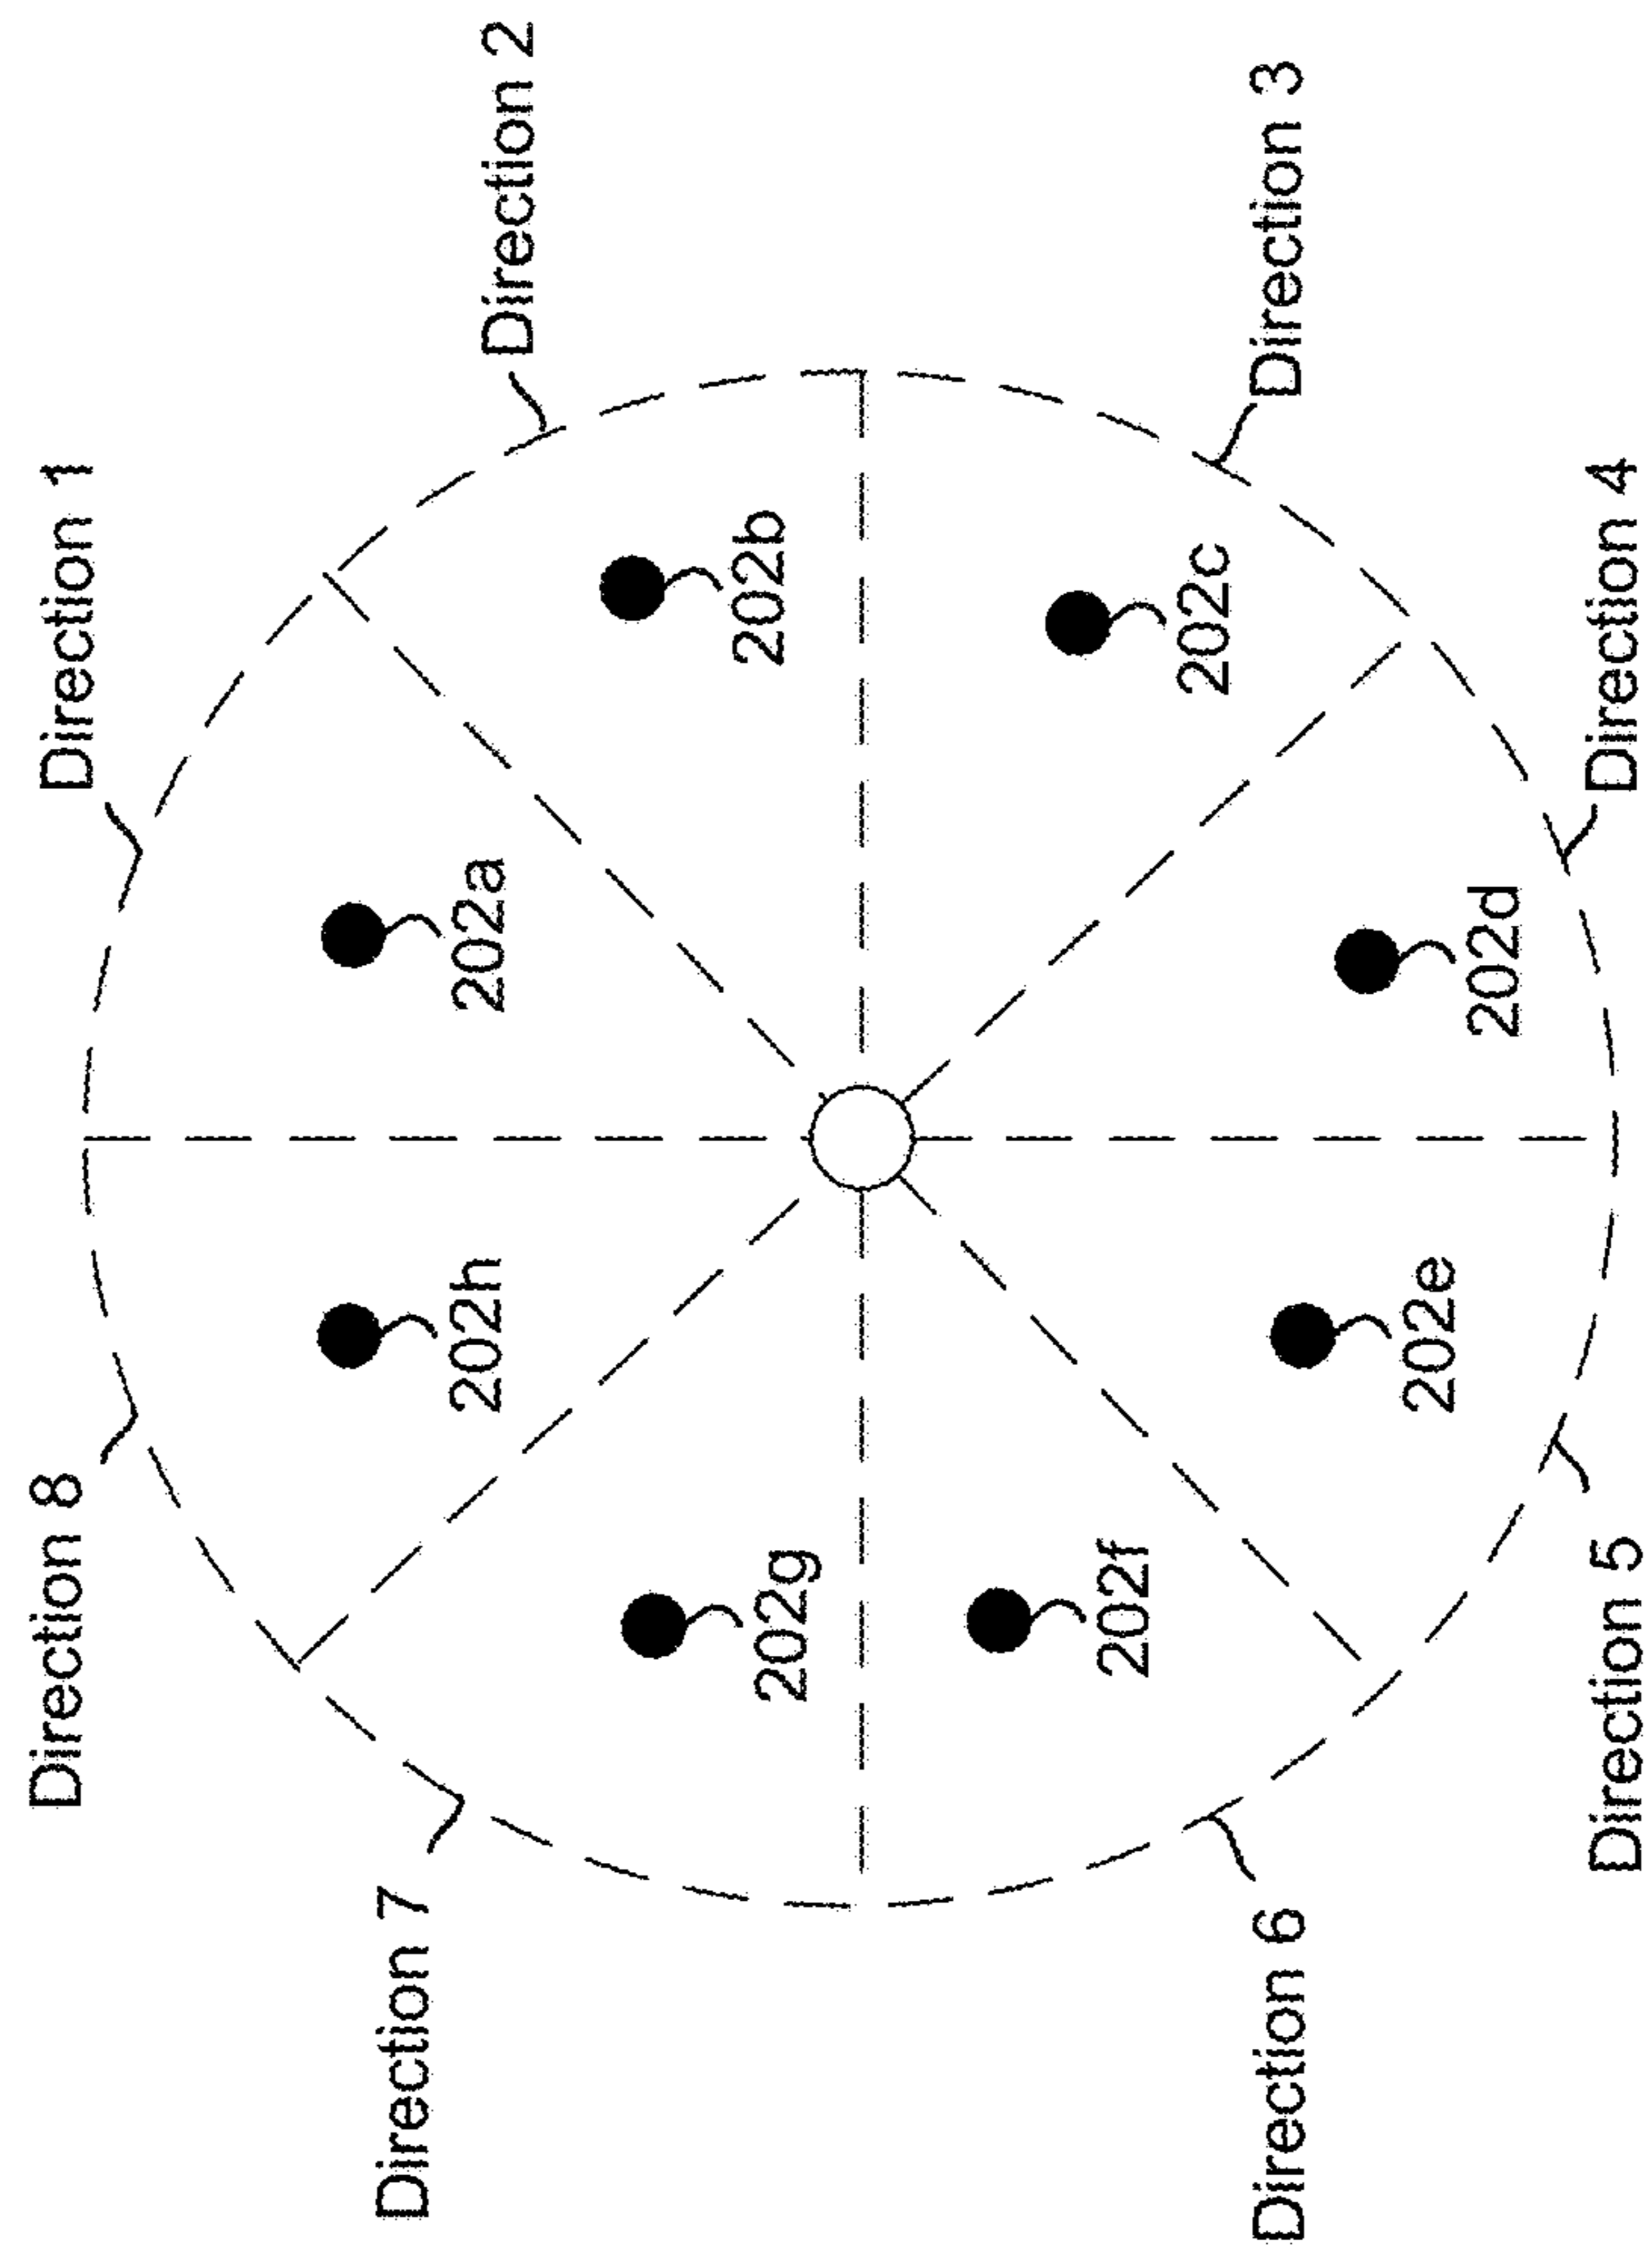 Direction 1
Direction 2
Direction 3
Direction 4
Direction 5
Direction 6
Direction 7
Direction 8
202a
202b
202c
202d
202e
202f
202g
202h